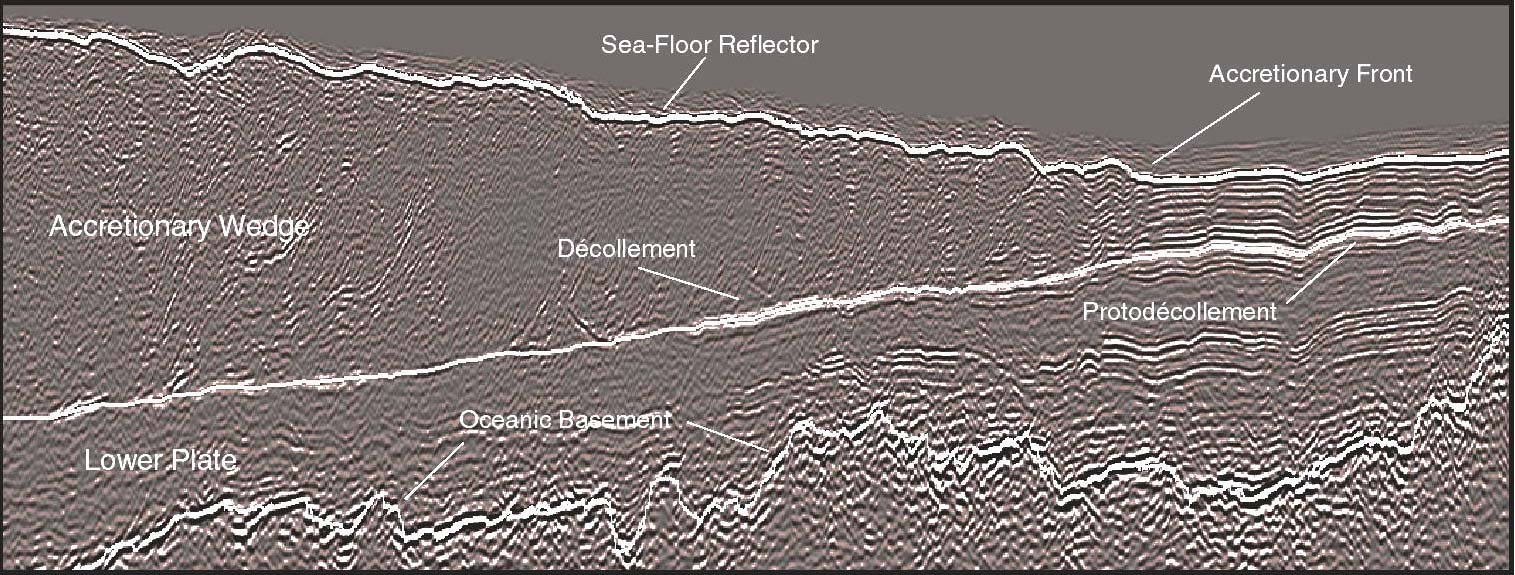 Sea-Floor Reflector
Accretionary Front
Accretionary Wedge
Décollement
Protodécollement
Oceanic Basement
Lower Plate